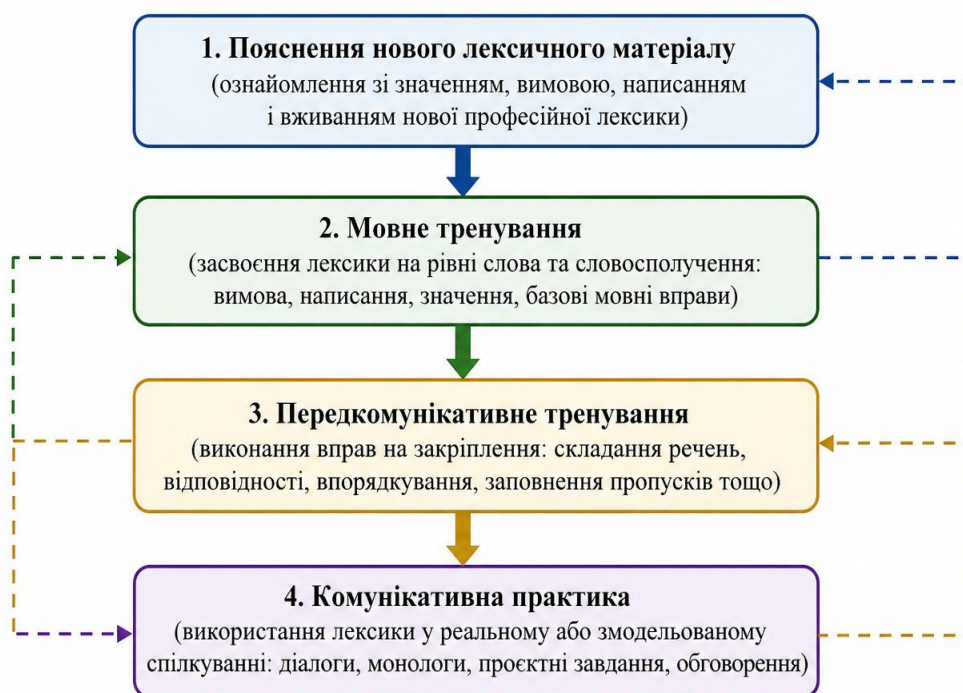 1. Пояснення нового лексичного матеріалу
(ознайомлення зі значенням, вимовою, написанням
і вживанням нової професійної лексики)
2. Мовне тренування
(засвоєння лексики на рівні слова та словосполучення:
вимова, написання, значення, базові мовні вправи)
3. Передкомунікативне тренування
(виконання вправ на закріплення: складання речень,
відповідності, впорядкування, заповнення пропусків тощо)
4. Комунікативна практика
(використання лексики у реальному або змодельованому
спілкуванні: діалоги, монологи, проєктні завдання, обговорення)